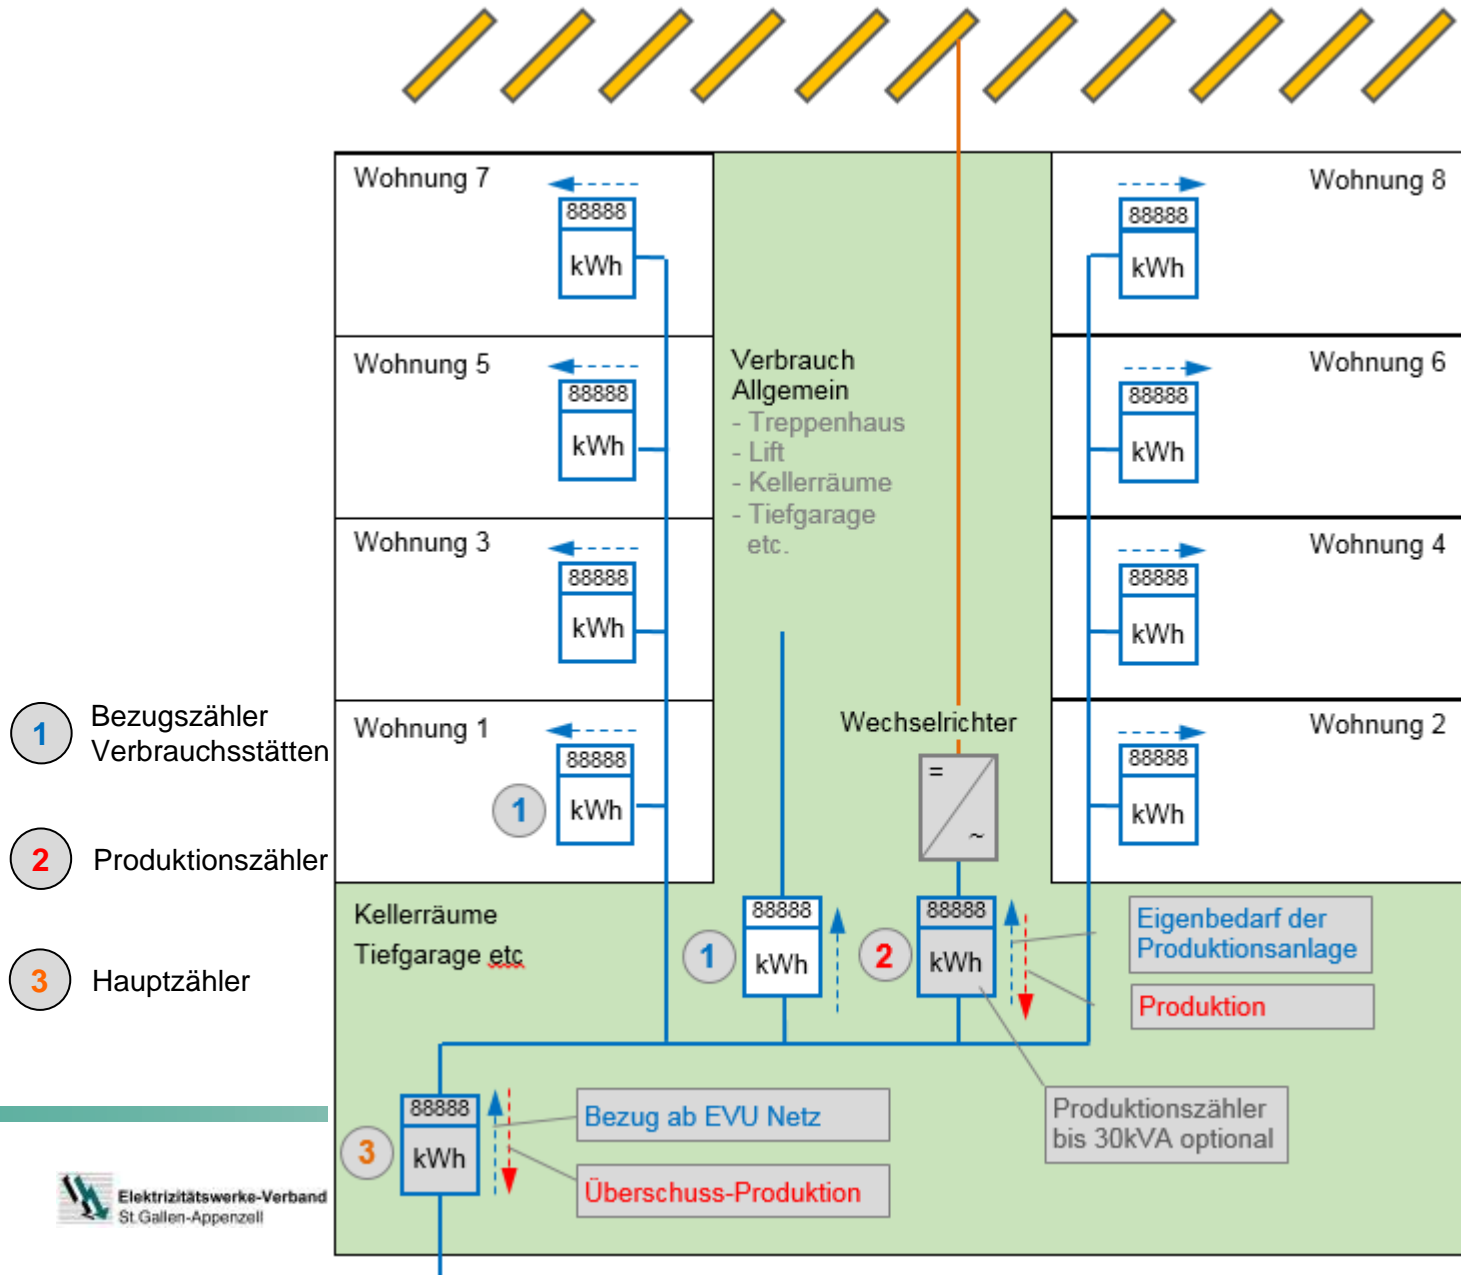 Wohnung 7
88888
kWh
Wohnung 8
88888
kWh
Wohnung 5
88888
kWh
Verbrauch
Allgemein
- Treppenhaus
- Lift
- Kellerräume
- Tiefgarage
etc.
Wohnung 6
88888
kWh
Wohnung 3
88888
kWh
Wohnung 4
88888
kWh
1 Bezugszähler
Verbrauchsstätten
Wohnung 1
88888
1 kWh
Wechselrichter
=
~
Wohnung 2
88888
kWh
2 Produktionszähler
3 Hauptzähler
Kellerräume
Tiefgarage etc
88888
1 kWh
88888
2 kWh
Eigenbedarf der
Produktionsanlage
Produktion
88888
3 kWh
Bezug ab EVU Netz
Überschuss-Produktion
Produktionszähler
bis 30kVA optional
Elektrizitätswerke-Verband
St.Gallen-Appenzell